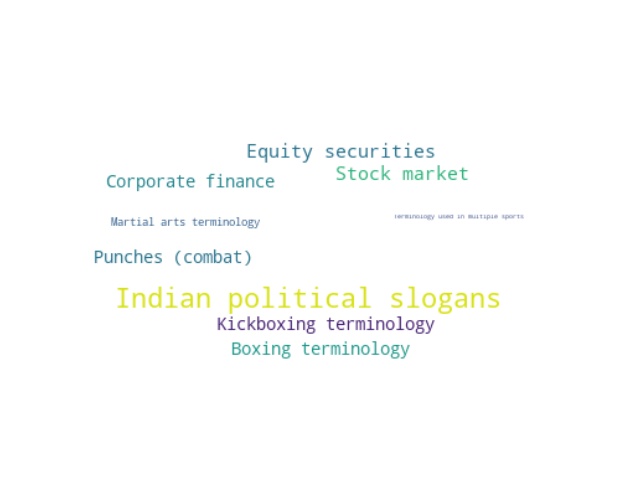 Equity securities
Stock market
Corporate finance
Terminology used in multiple sports
Martial arts terminology
Punches (combat)
Indian political slogans
Kickboxing terminology
Boxing terminology